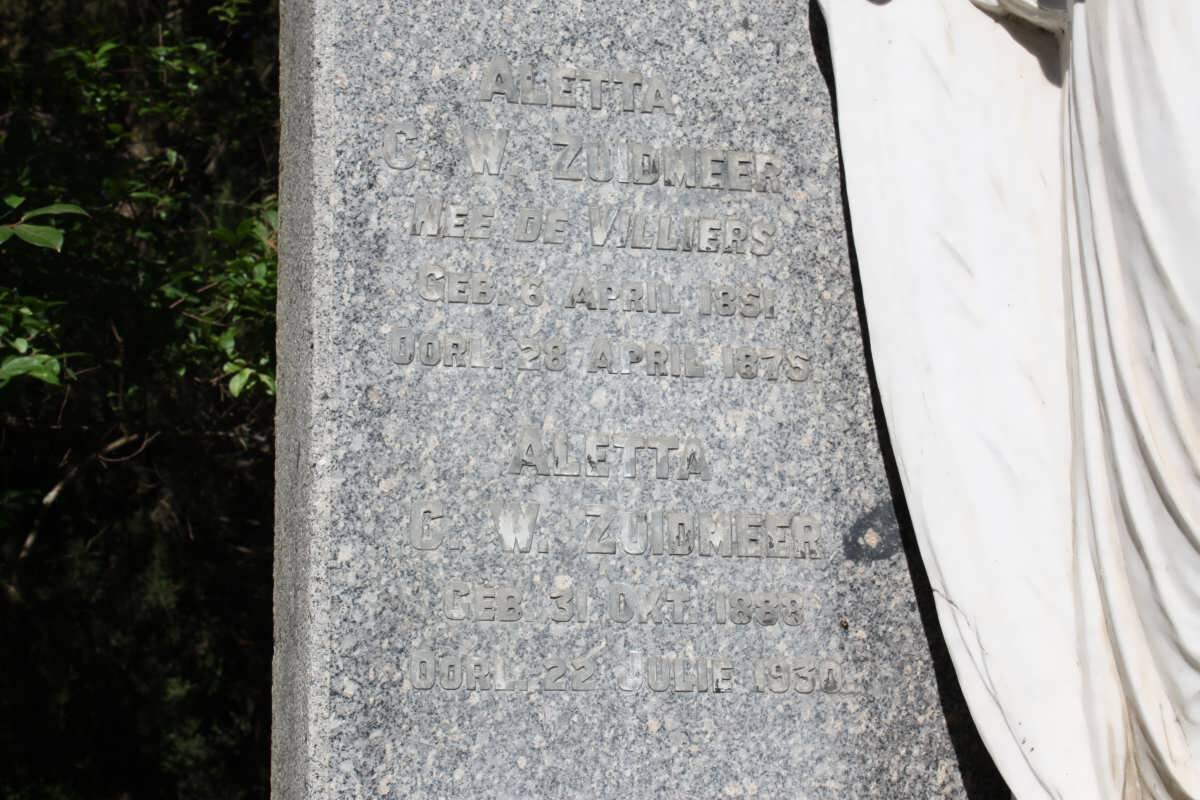 ALETTA
C. W. ZUIDMEER
NEE DE VILLIERS
GEB. 6 APRIL 1851.
OORL. 28 APRIL 1875.
ALETTA
C. W. ZUIDMEER
GEB. 31 OKT. 1888
OORL. 22 JULIE 1930.